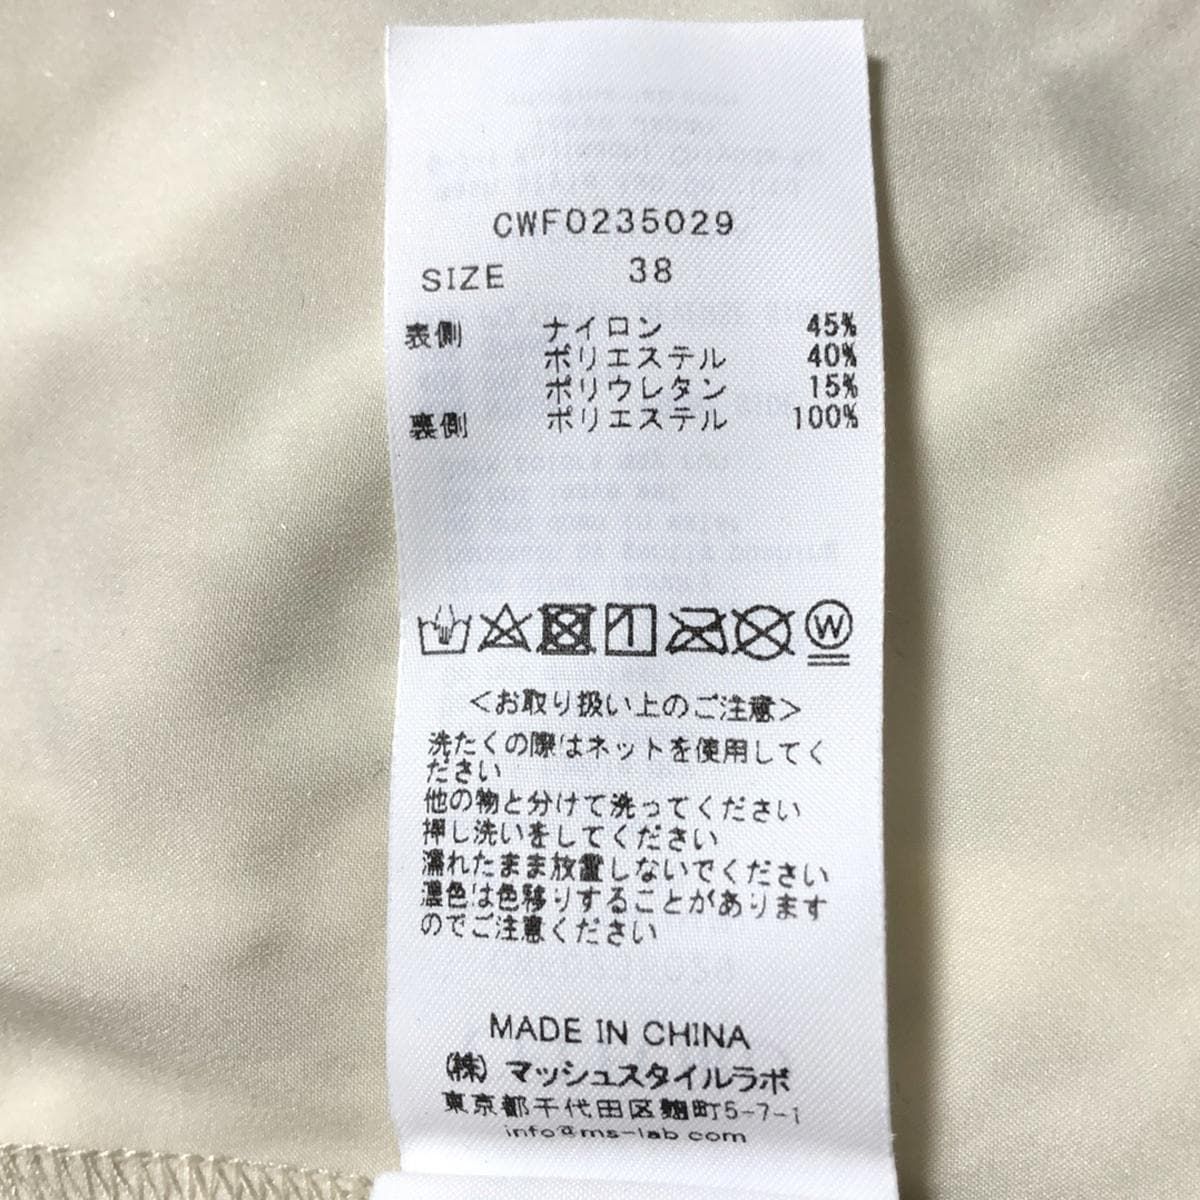 CWF0235029
SIZE 38
表側 ナイロン 45%
ポリエステル 40%
ポリウレタン 15%
裏側 ポリエステル 100%
W
<お取り扱い上のご注意>
洗たくの際はネットを使用してく
ださい
他の物と分けて洗ってください
押し洗いをしてください
濡れたまま放置しないでください
濃色は色移りすることがあります
のでご注意ください
MADE IN CHINA
(株) マッシュスタイルラボ
東京都千代田区麹町5-7-1
info@ms-lab.com